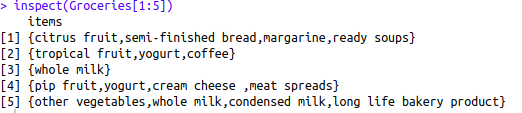 > inspect(Groceries[1:5])
    items
[1] {citrus fruit,semi-finished bread,margarine,ready soups}
[2] {tropical fruit,yogurt,coffee}
[3] {whole milk}
[4] {pip fruit,yogurt,cream cheese ,meat spreads}
[5] {other vegetables,whole milk,condensed milk,long life bakery product}